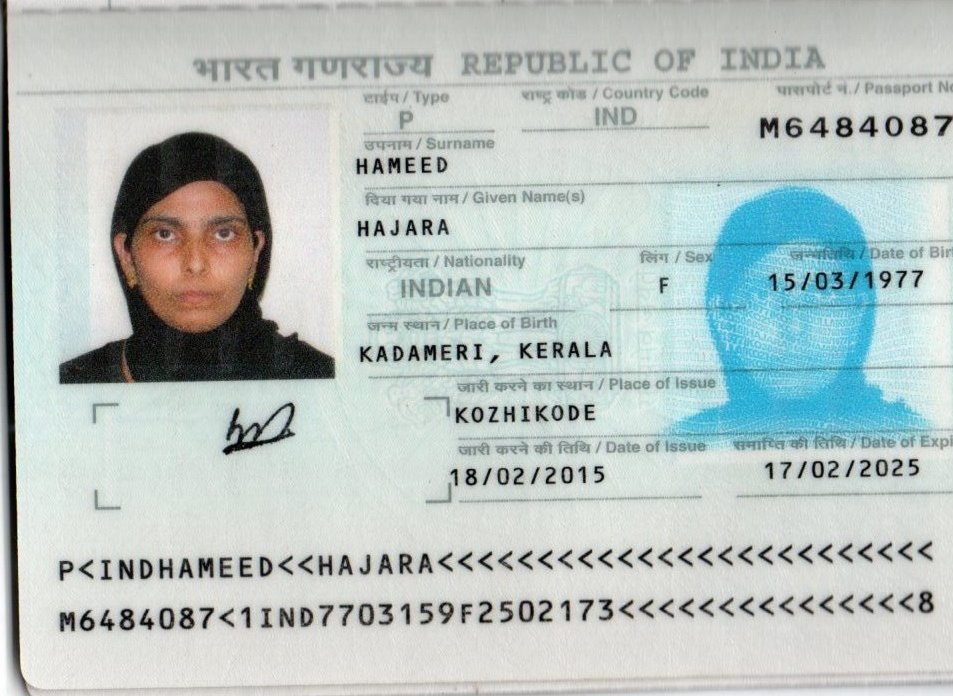 भारत गणराज्य REPUBLIC OF INDIA
टाईप / Type राष्ट्र कोड / Country Code पासपोर्ट नं. / Passport No
P IND M6484087
उपनाम / Surname
HAMEED
दिया गया नाम / Given Name(s)
HAJARA
राष्ट्रीयता / Nationality लिंग / Sex जन्मतिथि / Date of Birt
INDIAN F 15/03/1977
जन्म स्थान / Place of Birth
KADAMERI, KERALA
जारी करने का स्थान / Place of Issue
KOZHIKODE
जारी करने की तिथि / Date of Issue समाप्ति की तिथि / Date of Expi
18/02/2015 17/02/2025
P<INDHAMEED<<HAJARA<<<<<<<<<<<<<<<<<<<<<<<<<
M6484087<1IND7703159F2502173<<<<<<<<<<<<<<<8